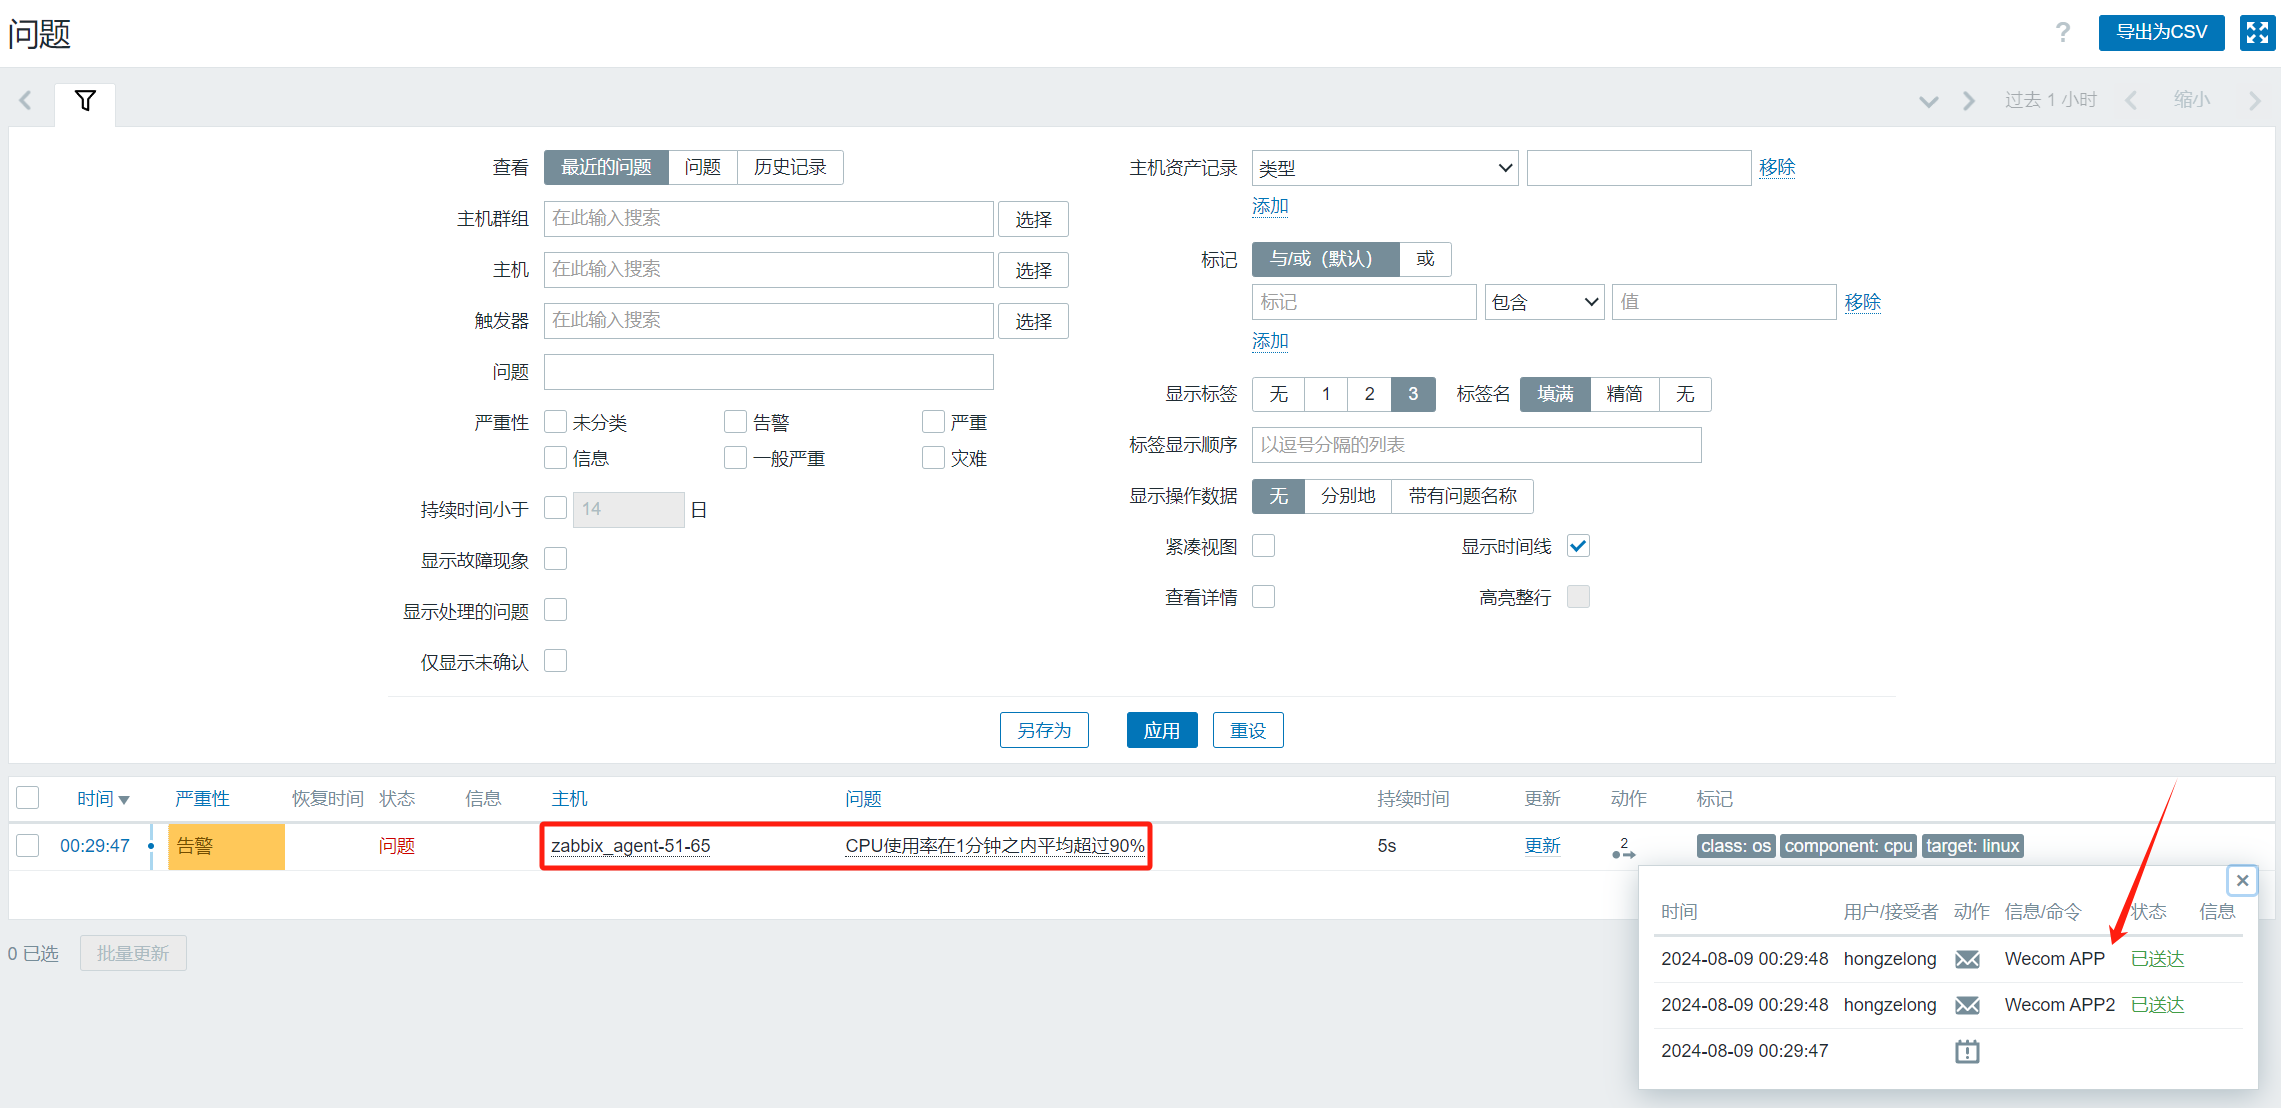 问题
? 导出为CSV
过去 1 小时 缩小
查看 最近的问题 问题 历史记录
主机群组 在此输入搜索 选择
主机 在此输入搜索 选择
触发器 在此输入搜索 选择
问题
严重性 未分类 告警 严重
信息 一般严重 灾难
持续时间小于 14 日
显示故障现象
显示处理的问题
仅显示未确认
主机资产记录 类型 移除
添加
标记 与/或（默认） 或
标记 包含 值 移除
添加
显示标签 无 1 2 3 标签名 填满 精简 无
标签显示顺序 以逗号分隔的列表
显示操作数据 无 分别地 带有问题名称
紧凑视图 显示时间线
查看详情 高亮整行
另存为 应用 重设
时间 严重性 恢复时间 状态 信息 主机 问题 持续时间 更新 动作 标记
00:29:47 告警 问题 zabbix_agent-51-65 CPU使用率在1分钟之内平均超过90% 5s 更新 2 class: os component: cpu target: linux
时间 用户/接受者 动作 信息/命令 状态 信息
2024-08-09 00:29:48 hongzelong Wecom APP 已送达
2024-08-09 00:29:48 hongzelong Wecom APP2 已送达
2024-08-09 00:29:47
0 已选 批量更新